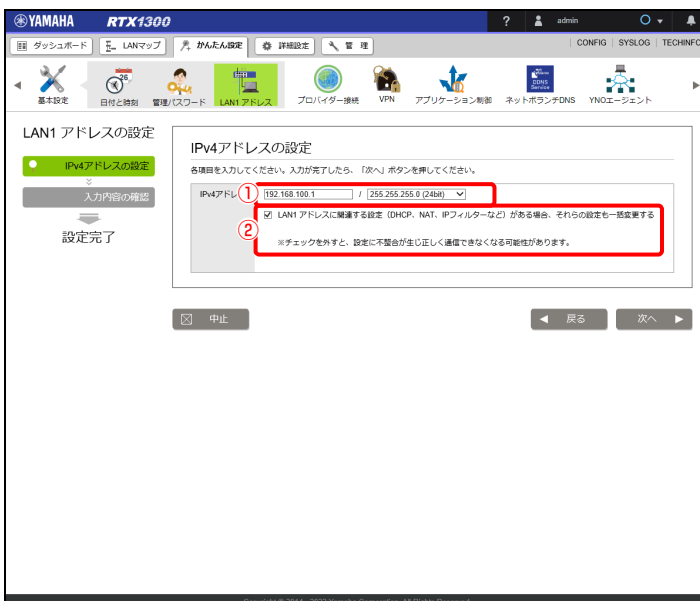 YAMAHA RTX1300 ? admin
ダッシュボード LANマップ かんたん設定 詳細設定 管 理 CONFIG SYSLOG TECHINFO
基本設定 日付と時刻 管理パスワード LAN1 アドレス プロバイダー接続 VPN アプリケーション制御 ネットボランチDNS YNOエージェント
LAN1 アドレスの設定
IPv4アドレスの設定
入力内容の確認
設定完了
IPv4アドレスの設定
各項目を入力してください。入力が完了したら、「次へ」ボタンを押してください。
IPv4アドレ ① 192.168.100.1 / 255.255.255.0 (24bit)
② LAN1 アドレスに関連する設定（DHCP、NAT、IPフィルターなど）がある場合、それらの設定も一括変更する
※チェックを外すと、設定に不整合が生じ正しく通信できなくなる可能性があります。
中止 戻る 次へ